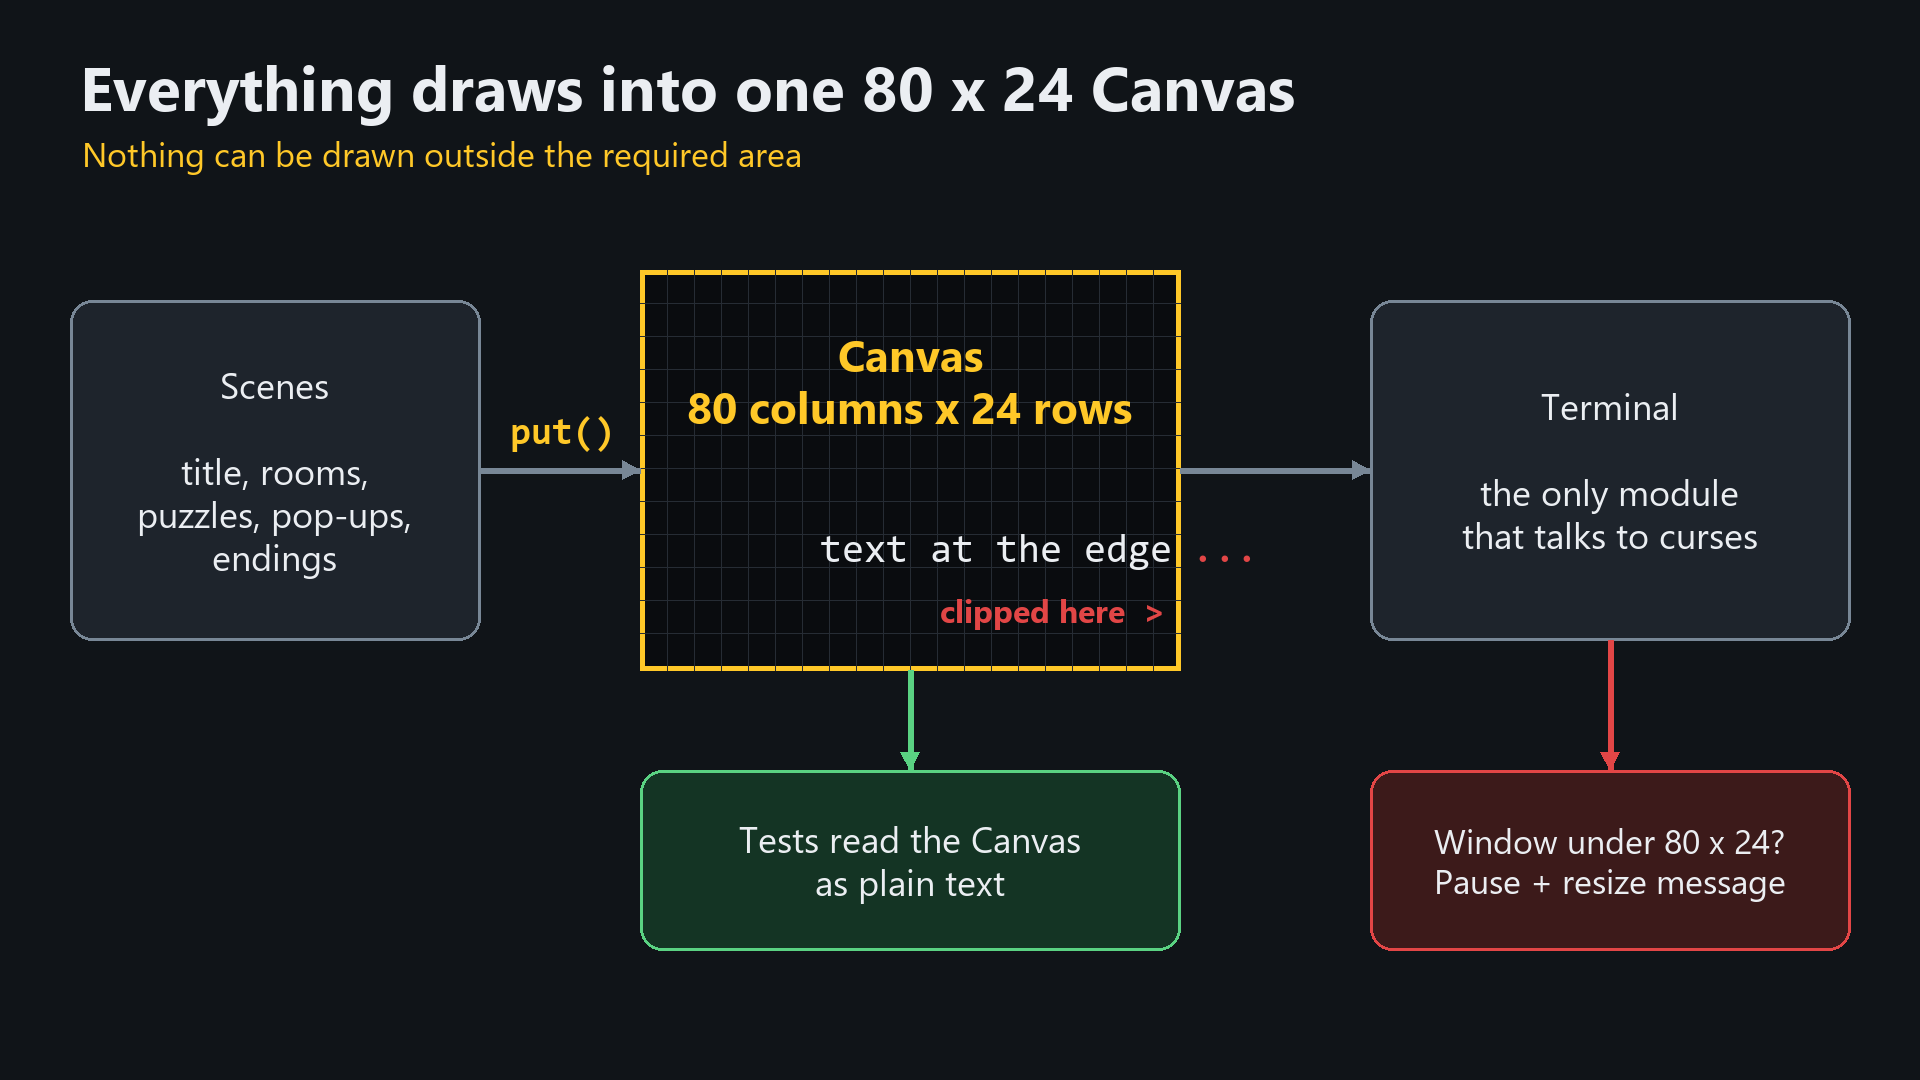 Everything draws into one 80 x 24 Canvas
Nothing can be drawn outside the required area
Scenes
title, rooms,
puzzles, pop-ups,
endings
put()
Canvas
80 columns x 24 rows
text at the edge ...
clipped here >
Terminal
the only module
that talks to curses
Tests read the Canvas
as plain text
Window under 80 x 24?
Pause + resize message